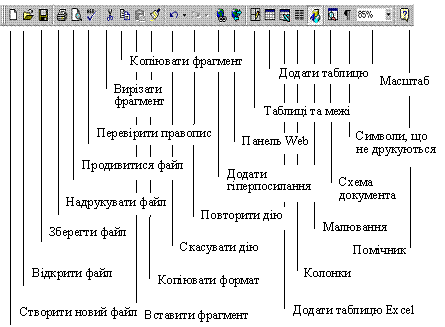 85%
Копіювати фрагмент
Додати таблицю
Масштаб
Вирізати
фрагмент
Таблиці та межі
Перевірити правопис
Панель Web
Символи, що
не друкуються
Продивитися файл
Додати
гіперпосилання
Схема
документа
Надрукувати файл
Повторити дію
Зберегти файл
Малювання
Скасувати дію
Помічник
Відкрити файл
Копіювати формат
Колонки
Створити новий файл
Вставити фрагмент
Додати таблицю Excel